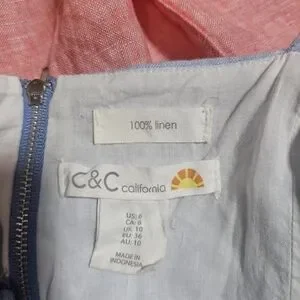 100% linen
C&C california
US: 6
CA: 6
UK: 10
EU: 36
AU: 10
MADE IN
INDONESIA